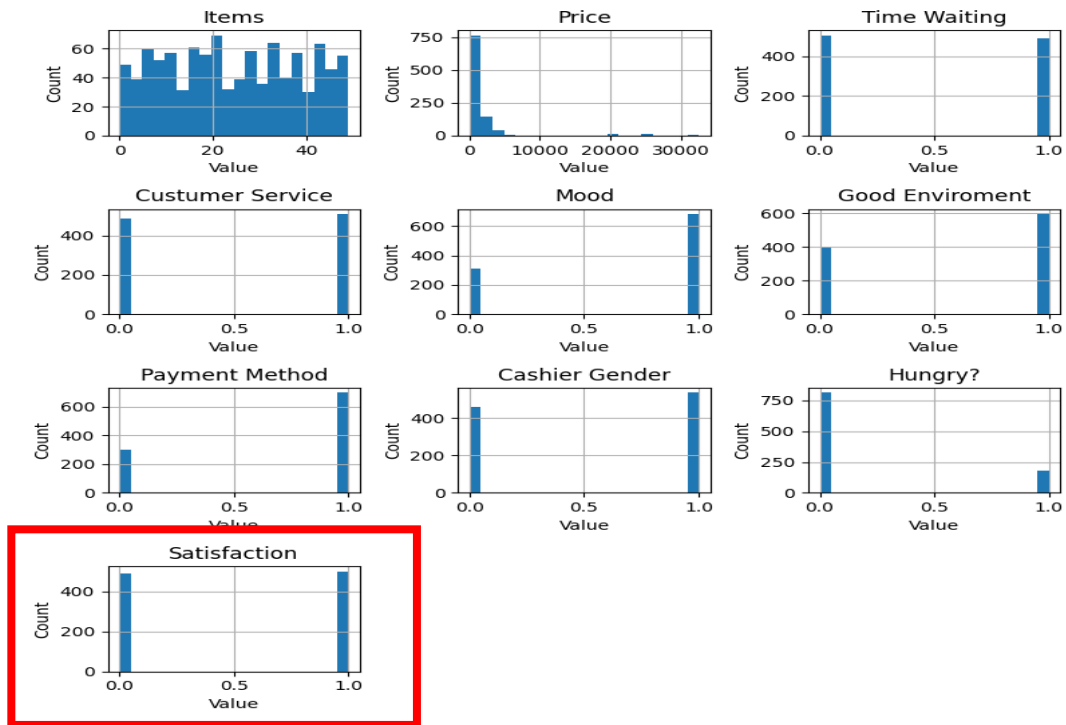 Items Price Time Waiting
60 750 400
40 500
20 250 200
0 0 0
Count Count Count
0 20 40 0 10000 20000 30000 0.0 0.5 1.0
Value Value Value
Custumer Service Mood Good Enviroment
400 600 600
200 400 400
0 200 200
0 0
Count Count Count
0.0 0.5 1.0 0.0 0.5 1.0 0.0 0.5 1.0
Value Value Value
Payment Method Cashier Gender Hungry?
600 400 750
400 200 500
200 0 250
0 0
Count Count Count
0.0 0.5 1.0 0.0 0.5 1.0 0.0 0.5 1.0
Value Value Value
Satisfaction
400
200
0
Count
0.0 0.5 1.0
Value